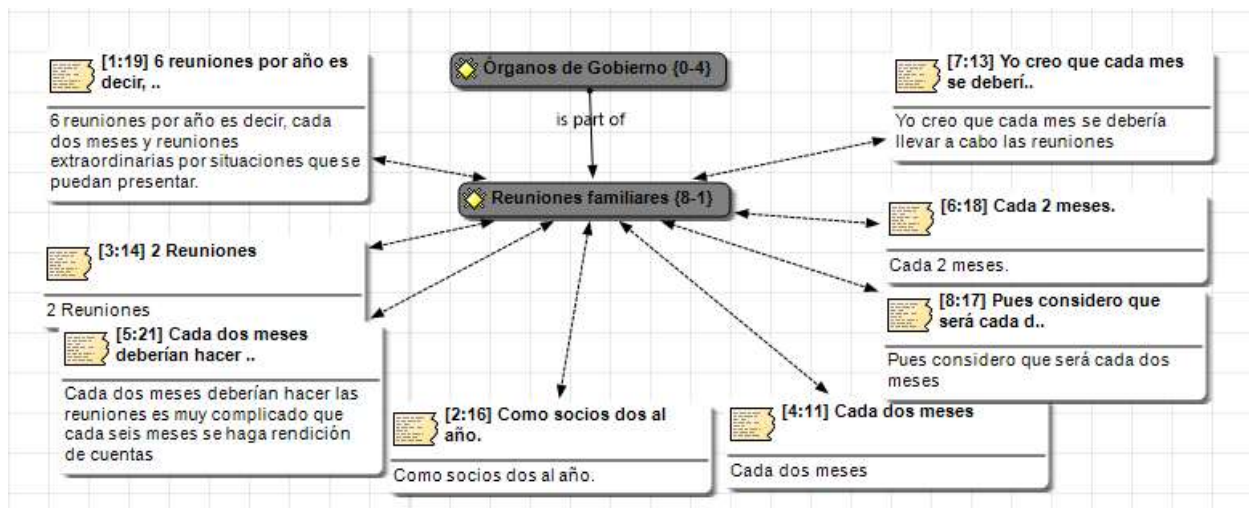 [1:19] 6 reuniones por año es
decir, ..
6 reuniones por año es decir, cada
dos meses y reuniones
extraordinarias por situaciones que se
puedan presentar.
Órganos de Gobierno {0-4}
is part of
Reuniones familiares {8-1}
[7:13] Yo creo que cada mes
se deberí..
Yo creo que cada mes se debería
llevar a cabo las reuniones
[6:18] Cada 2 meses.
Cada 2 meses.
[3:14] 2 Reuniones
2 Reuniones
[8:17] Pues considero que
será cada d..
Pues considero que será cada dos
meses
[5:21] Cada dos meses
deberían hacer ..
Cada dos meses deberían hacer las
reuniones es muy complicado que
cada seis meses se haga rendición
de cuentas
[2:16] Como socios dos al
año.
Como socios dos al año.
[4:11] Cada dos meses
Cada dos meses